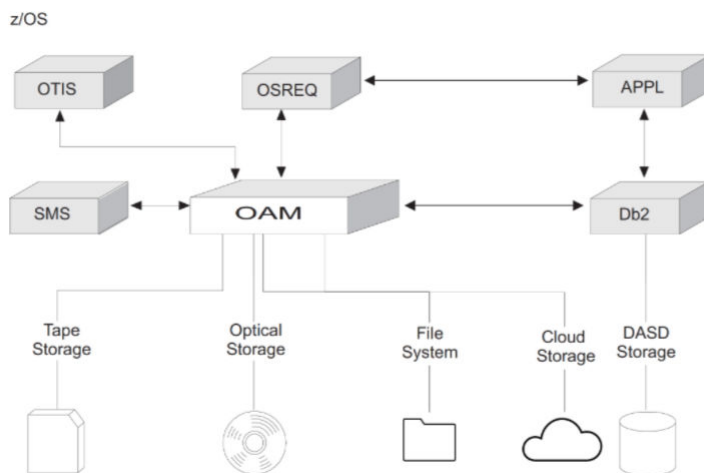 z/OS
OTIS
OSREQ
APPL
SMS
OAM
Db2
Tape
Storage
Optical
Storage
File
System
Cloud
Storage
DASD
Storage